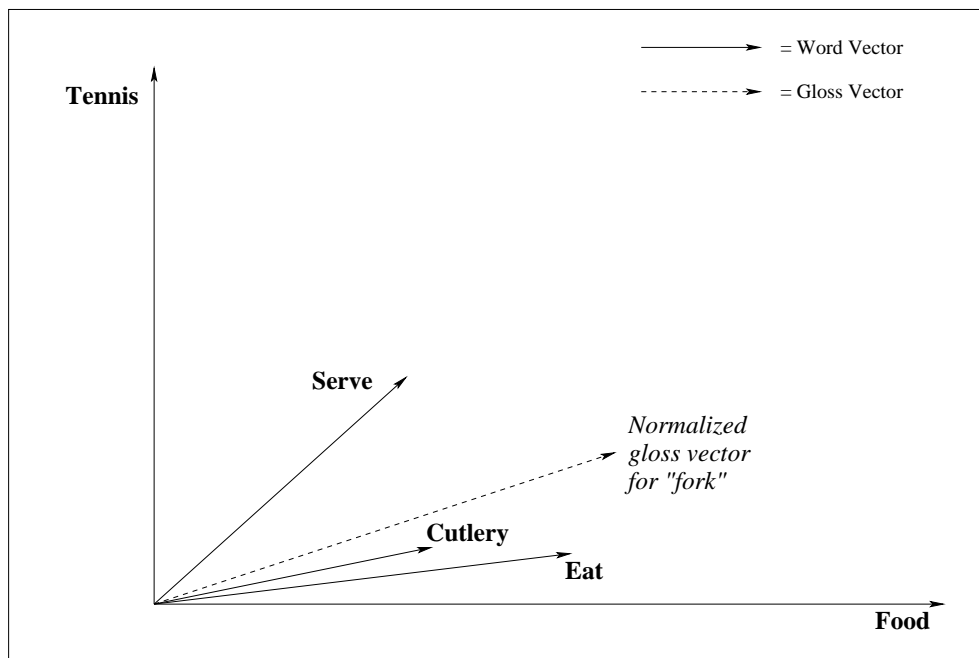 = Word Vector
Tennis
= Gloss Vector
Serve
Normalized
gloss vector
for "fork"
Cutlery
Eat
Food